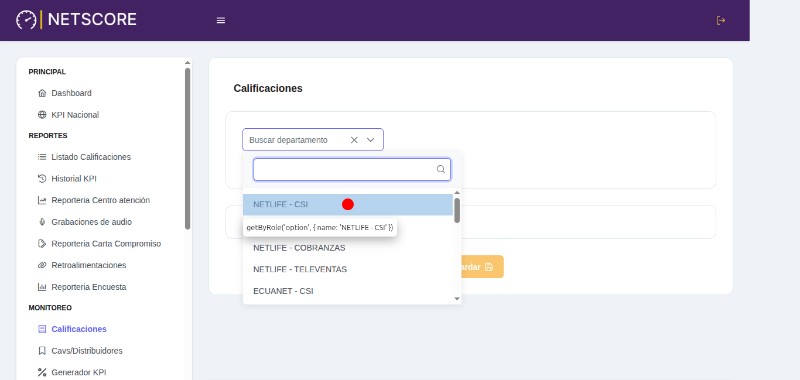 NETSCORE
PRINCIPAL
Dashboard
KPI Nacional
REPORTES
Listado Calificaciones
Historial KPI
Reporteria Centro atención
Grabaciones de audio
Reporteria Carta Compromiso
Retroalimentaciones
Reporteria Encuesta
MONITOREO
Calificaciones
Cavs/Distribuidores
Generador KPI
Calificaciones
Buscar departamento
NETLIFE - CSI
getByRole('option', { name: 'NETLIFE - CSI' })
NETLIFE - COBRANZAS
NETLIFE - TELEVENTAS
ECUANET - CSI
ardar